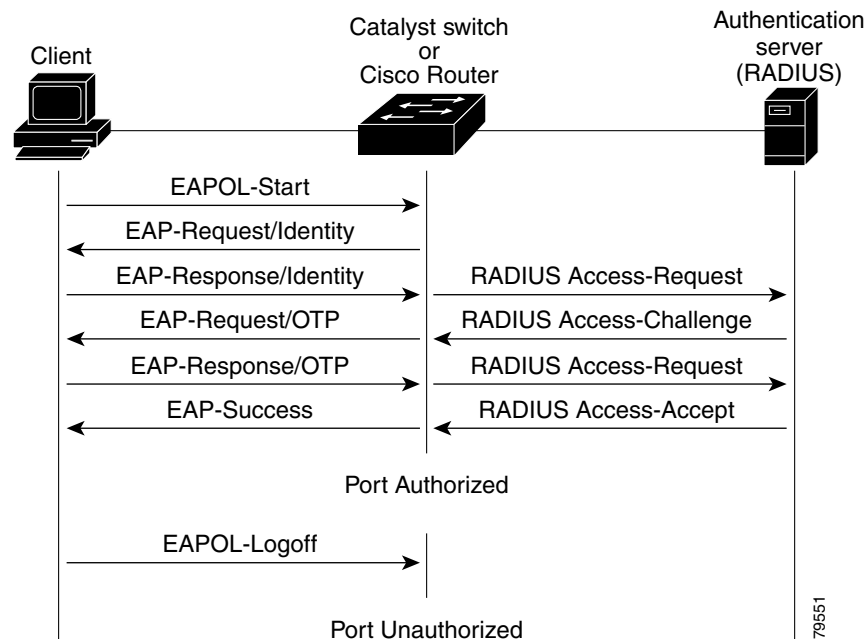 Client
Catalyst switch
or
Cisco Router
Authentication
server
(RADIUS)
EAPOL-Start
EAP-Request/Identity
EAP-Response/Identity
RADIUS Access-Request
EAP-Request/OTP
RADIUS Access-Challenge
EAP-Response/OTP
RADIUS Access-Request
EAP-Success
RADIUS Access-Accept
Port Authorized
EAPOL-Logoff
Port Unauthorized
79551